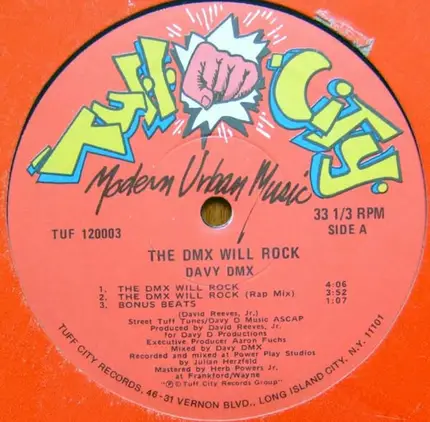 Tuff City
Modern Urban Music
33 1/3 RPM
TUF 120003
SIDE A
THE DMX WILL ROCK
DAVY DMX
1. THE DMX WILL ROCK 4:06
2. THE DMX WILL ROCK (Rap Mix) 3:52
3. BONUS BEATS 1:07
(David Reeves, Jr.)
Street Tuff Tunes/Davy D Music ASCAP
Produced by David Reeves, Jr.
for Davy D Productions
Executive Producer Aaron Fuchs
Mixed by Davy DMX
Recorded and mixed at Power Play Studios
by Julian Herzfeld
Mastered by Herb Powers Jr.
at Frankford/Wayne
"℗©Tuff City Records Group"
TUFF CITY RECORDS, 46-31 VERNON BLVD., LONG ISLAND CITY, N.Y. 11101